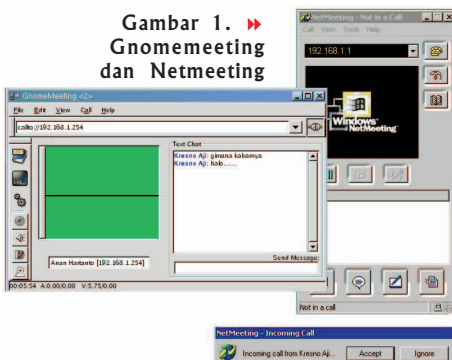 Gambar 1.
Gnomemeeting
dan Netmeeting
NetMeeting - Not in a Call
Call View Tools Help
192.168.1.1
Windows
NetMeeting
Not in a call
GnomeMeeting <2>
File Edit View Call Help
callto://192.168.1.254
Text Chat
Kresno Aji: gimana kabarnya
Kresno Aji: halo......
Anan Hartanto [192.168.1.254]
Send Message:
00:05:54 A:0.00/0.00 V:5.75/0.00
NetMeeting - Incoming Call
Incoming call from Kresno Aji...
Accept
Ignore